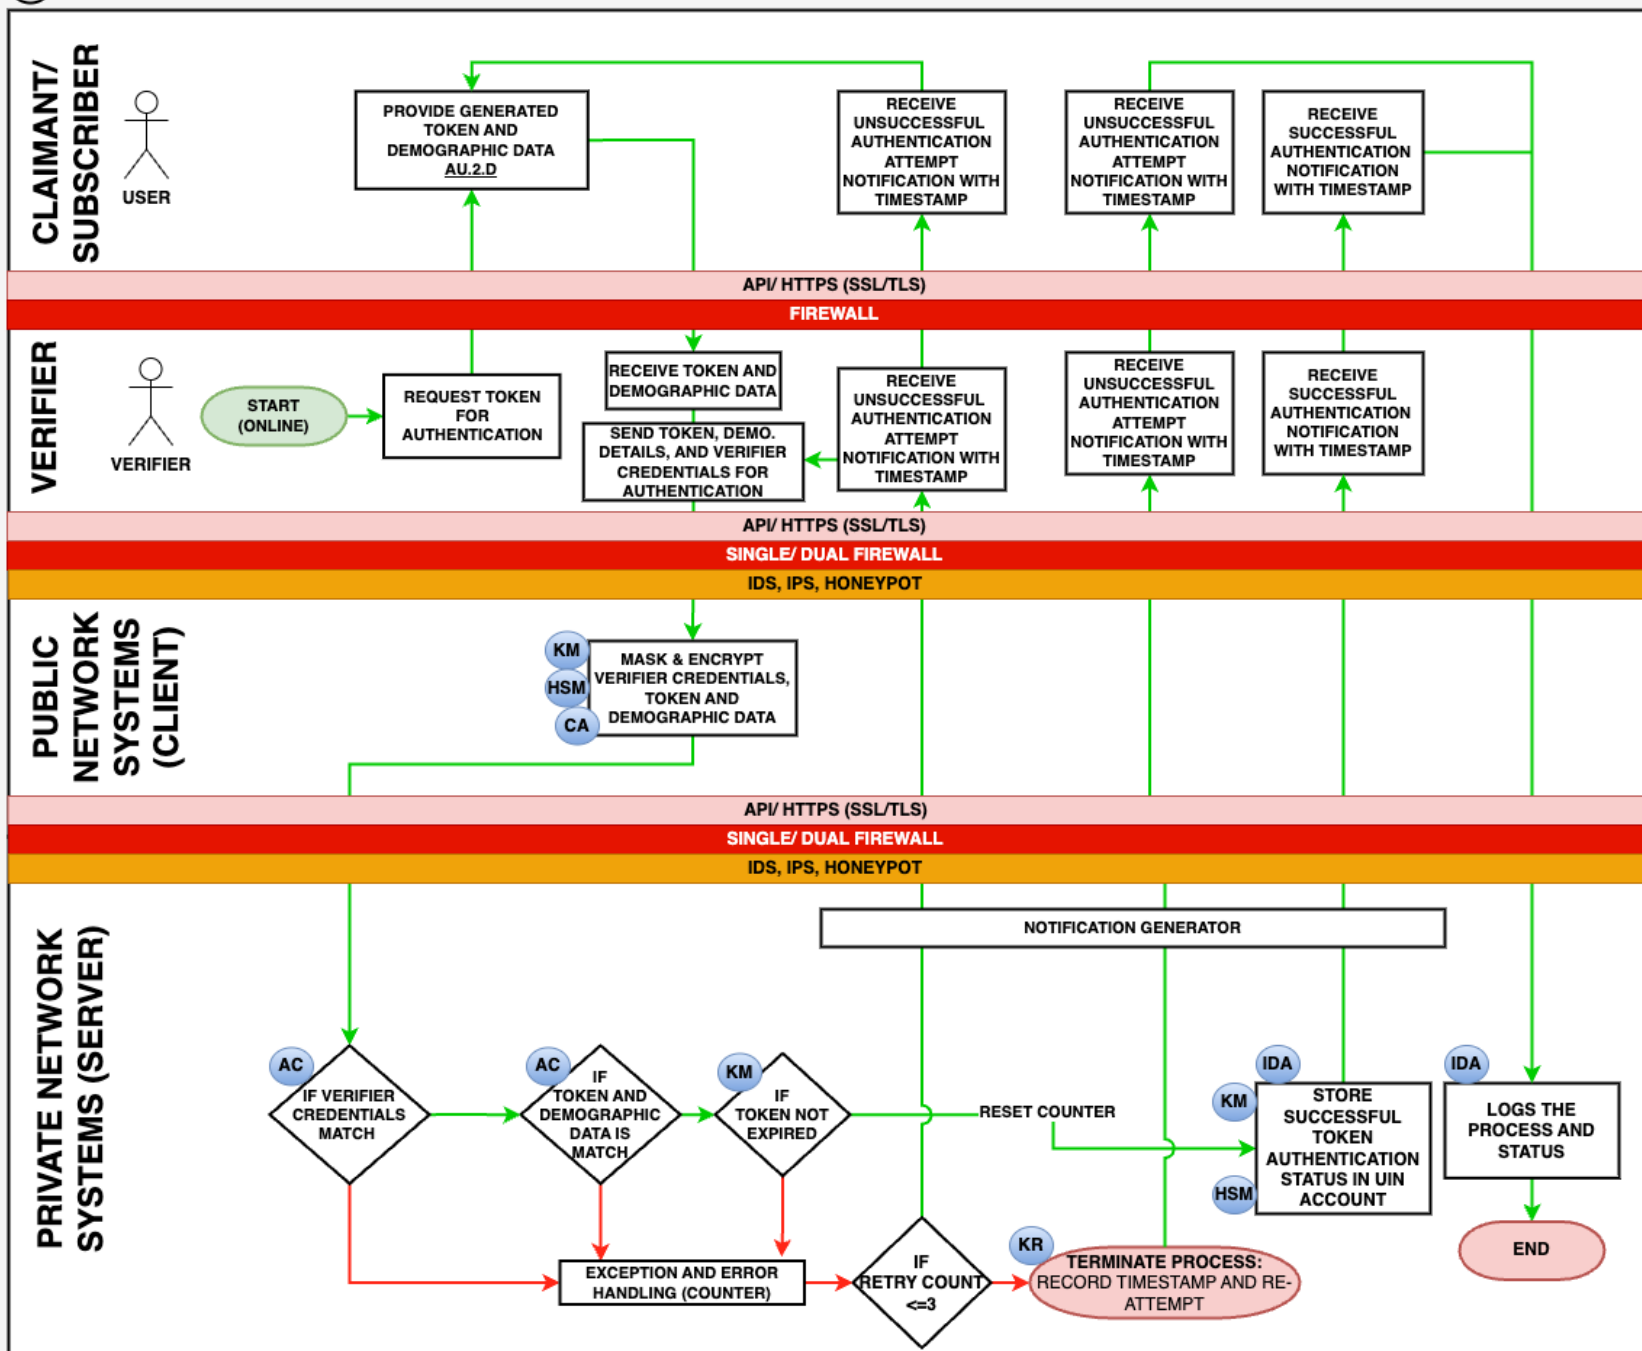 CLAIMANT/
SUBSCRIBER
USER
PROVIDE GENERATED
TOKEN AND
DEMOGRAPHIC DATA
AU.2.D
RECEIVE
UNSUCCESSFUL
AUTHENTICATION
ATTEMPT
NOTIFICATION WITH
TIMESTAMP
RECEIVE
UNSUCCESSFUL
AUTHENTICATION
ATTEMPT
NOTIFICATION WITH
TIMESTAMP
RECEIVE
SUCCESSFUL
AUTHENTICATION
NOTIFICATION
WITH TIMESTAMP
API/ HTTPS (SSL/TLS)
FIREWALL
VERIFIER
VERIFIER
START
(ONLINE)
REQUEST TOKEN
FOR
AUTHENTICATION
RECEIVE TOKEN AND
DEMOGRAPHIC DATA
SEND TOKEN, DEMO.
DETAILS, AND VERIFIER
CREDENTIALS FOR
AUTHENTICATION
RECEIVE
UNSUCCESSFUL
AUTHENTICATION
ATTEMPT
NOTIFICATION WITH
TIMESTAMP
RECEIVE
UNSUCCESSFUL
AUTHENTICATION
ATTEMPT
NOTIFICATION WITH
TIMESTAMP
RECEIVE
SUCCESSFUL
AUTHENTICATION
NOTIFICATION
WITH TIMESTAMP
API/ HTTPS (SSL/TLS)
SINGLE/ DUAL FIREWALL
IDS, IPS, HONEYPOT
PUBLIC
NETWORK
SYSTEMS
(CLIENT)
KM
HSM
CA
MASK & ENCRYPT
VERIFIER CREDENTIALS,
TOKEN AND
DEMOGRAPHIC DATA
API/ HTTPS (SSL/TLS)
SINGLE/ DUAL FIREWALL
IDS, IPS, HONEYPOT
PRIVATE NETWORK
SYSTEMS (SERVER)
NOTIFICATION GENERATOR
AC
IF VERIFIER
CREDENTIALS
MATCH
AC
IF
TOKEN AND
DEMOGRAPHIC
DATA IS
MATCH
KM
IF
TOKEN NOT
EXPIRED
RESET COUNTER
IDA
KM
HSM
STORE
SUCCESSFUL
TOKEN
AUTHENTICATION
STATUS IN UIN
ACCOUNT
IDA
LOGS THE
PROCESS AND
STATUS
END
EXCEPTION AND ERROR
HANDLING (COUNTER)
IF
RETRY COUNT
<=3
KR
TERMINATE PROCESS:
RECORD TIMESTAMP AND RE-
ATTEMPT